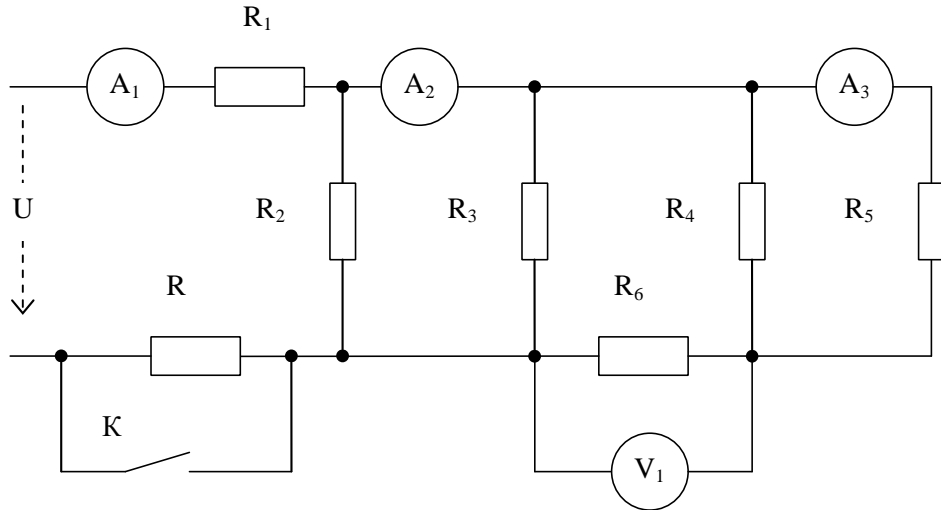 R₁
A₁ A₂ A₃
U R₂ R₃ R₄ R₅
R R₆
К
V₁